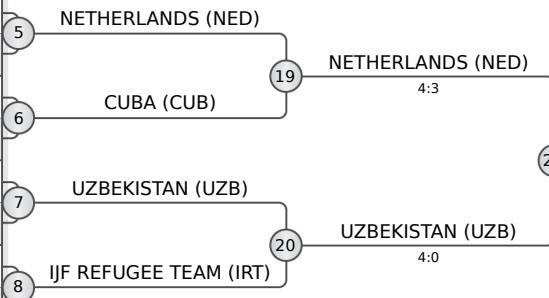 NETHERLANDS (NED)
5
19
NETHERLANDS (NED)
4:3
CUBA (CUB)
6
UZBEKISTAN (UZB)
7
20
UZBEKISTAN (UZB)
4:0
IJF REFUGEE TEAM (IRT)
8